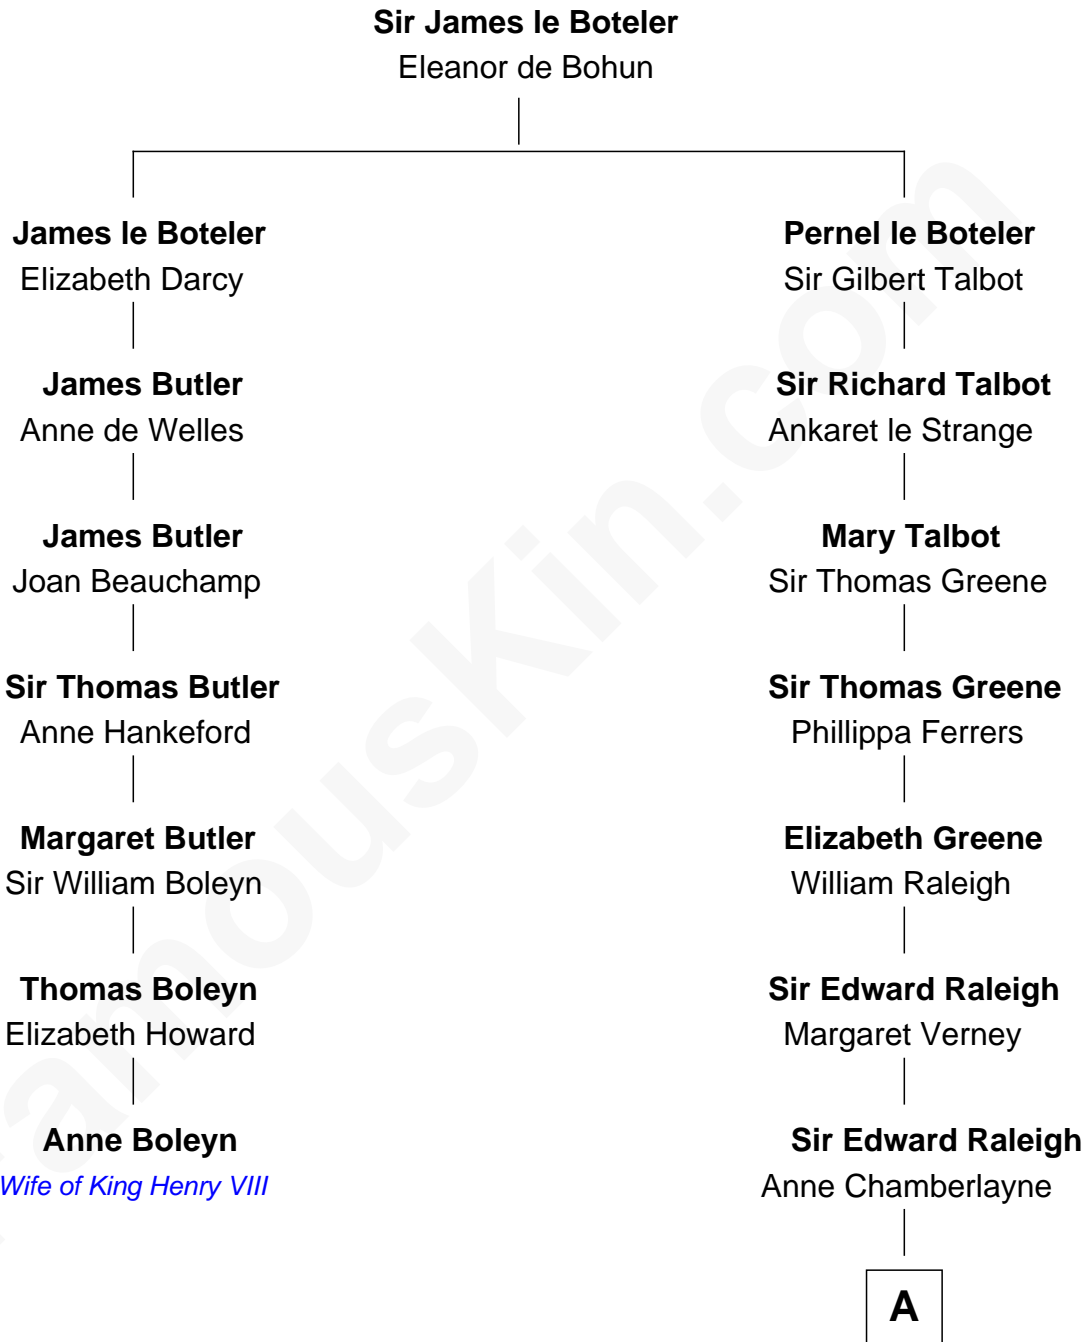 Sir James le Boteler
Eleanor de Bohun
James le Boteler
Elizabeth Darcy
James Butler
Anne de Welles
James Butler
Joan Beauchamp
Sir Thomas Butler
Anne Hankeford
Margaret Butler
Sir William Boleyn
Thomas Boleyn
Elizabeth Howard
Anne Boleyn
Wife of King Henry VIII
Pernel le Boteler
Sir Gilbert Talbot
Sir Richard Talbot
Ankaret le Strange
Mary Talbot
Sir Thomas Greene
Sir Thomas Greene
Phillippa Ferrers
Elizabeth Greene
William Raleigh
Sir Edward Raleigh
Margaret Verney
Sir Edward Raleigh
Anne Chamberlayne
A
FamousKin.com